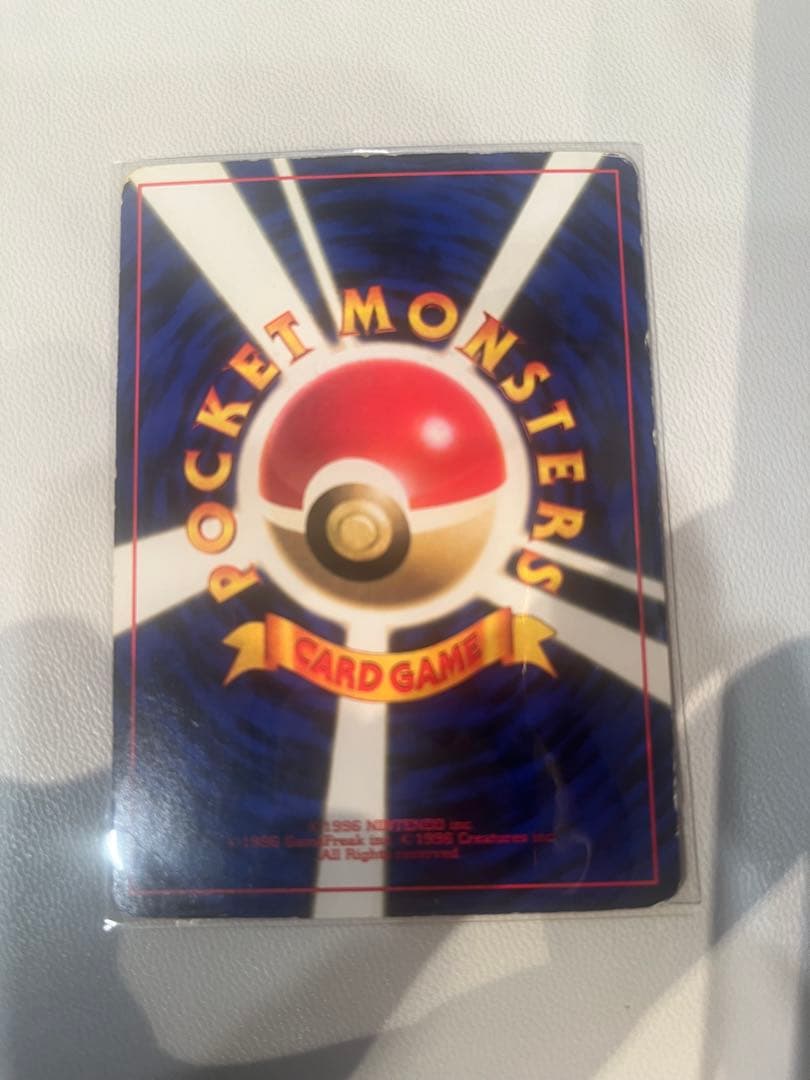 POCKET MONSTERS
CARD GAME
©1996 NINTENDO inc.
©1996 GameFreak inc. ©1996 Creatures inc.
All Rights reserved.